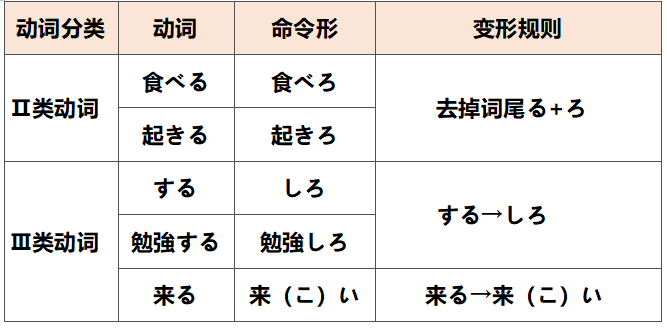 动词分类 动词 命令形 变形规则
Ⅱ类动词 食べる 食べろ 去掉词尾る+ろ
起きる 起きろ
Ⅲ类动词 する しろ する→しろ
勉強する 勉強しろ
来る 来（こ）い 来る→来（こ）い